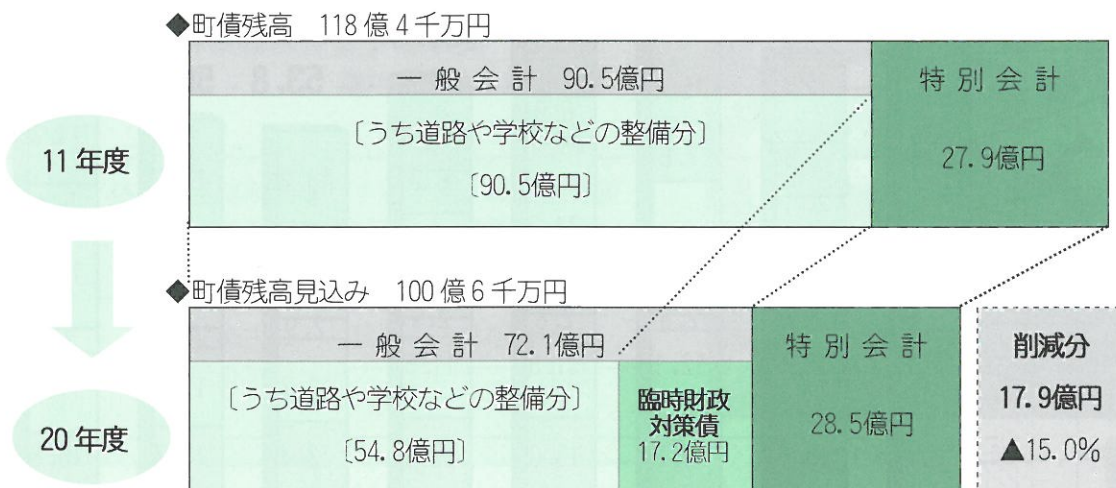 ◆町債残高 118億4千万円
一般会計 90.5億円
特別会計
〔うち道路や学校などの整備分〕
〔90.5億円〕
27.9億円
11年度
◆町債残高見込み 100億6千万円
一般会計 72.1億円
特別会計
削減分
〔うち道路や学校などの整備分〕
〔54.8億円〕
臨時財政
対策債
17.2億円
28.5億円
17.9億円
▲15.0%
20年度